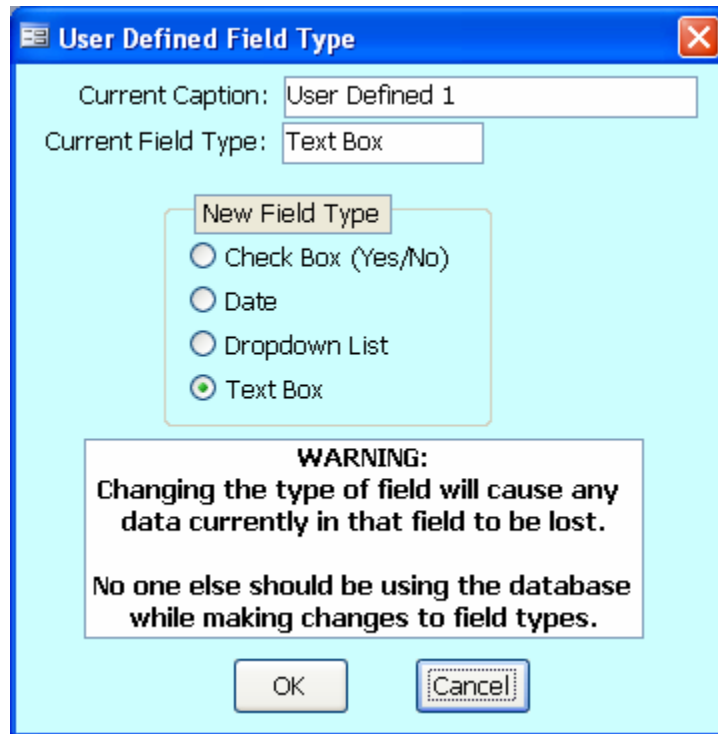 User Defined Field Type
Current Caption: User Defined 1
Current Field Type: Text Box
New Field Type
Check Box (Yes/No)
Date
Dropdown List
Text Box
WARNING:
Changing the type of field will cause any
data currently in that field to be lost.
No one else should be using the database
while making changes to field types.
OK Cancel